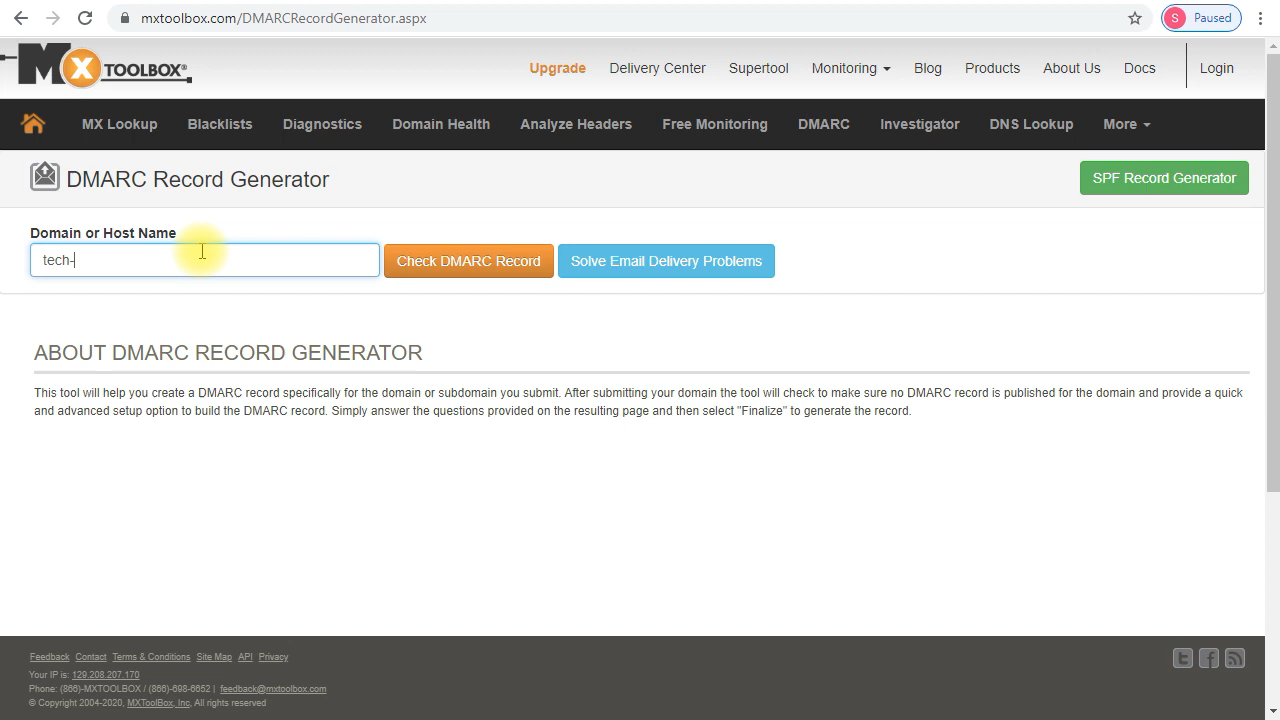 mxtoolbox.com/DMARCRecordGenerator.aspx
S Paused
MX TOOLBOX®
Upgrade Delivery Center Supertool Monitoring Blog Products About Us Docs Login
MX Lookup Blacklists Diagnostics Domain Health Analyze Headers Free Monitoring DMARC Investigator DNS Lookup More
DMARC Record Generator
SPF Record Generator
Domain or Host Name
tech-
Check DMARC Record
Solve Email Delivery Problems
ABOUT DMARC RECORD GENERATOR
This tool will help you create a DMARC record specifically for the domain or subdomain you submit. After submitting your domain the tool will check to make sure no DMARC record is published for the domain and provide a quick
and advanced setup option to build the DMARC record. Simply answer the questions provided on the resulting page and then select "Finalize" to generate the record.
Feedback Contact Terms & Conditions Site Map API Privacy
Your IP is: 129.208.207.170
Phone: (866)-MXTOOLBOX / (866)-698-6652 | feedback@mxtoolbox.com
© Copyright 2004-2020, MXToolBox, Inc, All rights reserved